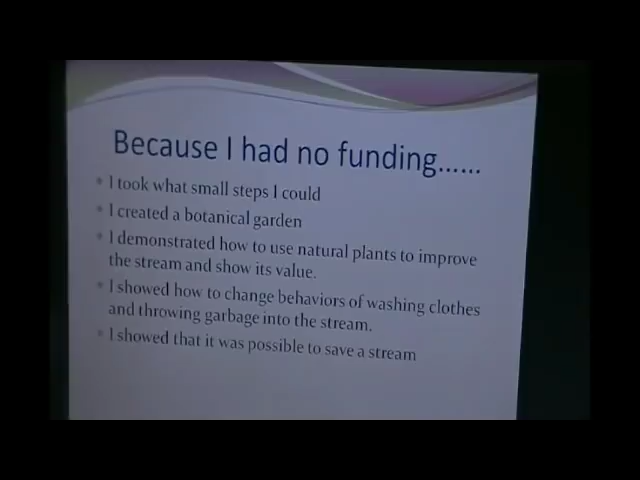 Because I had no funding......
• I took what small steps I could
• I created a botanical garden
• I demonstrated how to use natural plants to improve
the stream and show its value.
• I showed how to change behaviors of washing clothes
and throwing garbage into the stream.
• I showed that it was possible to save a stream